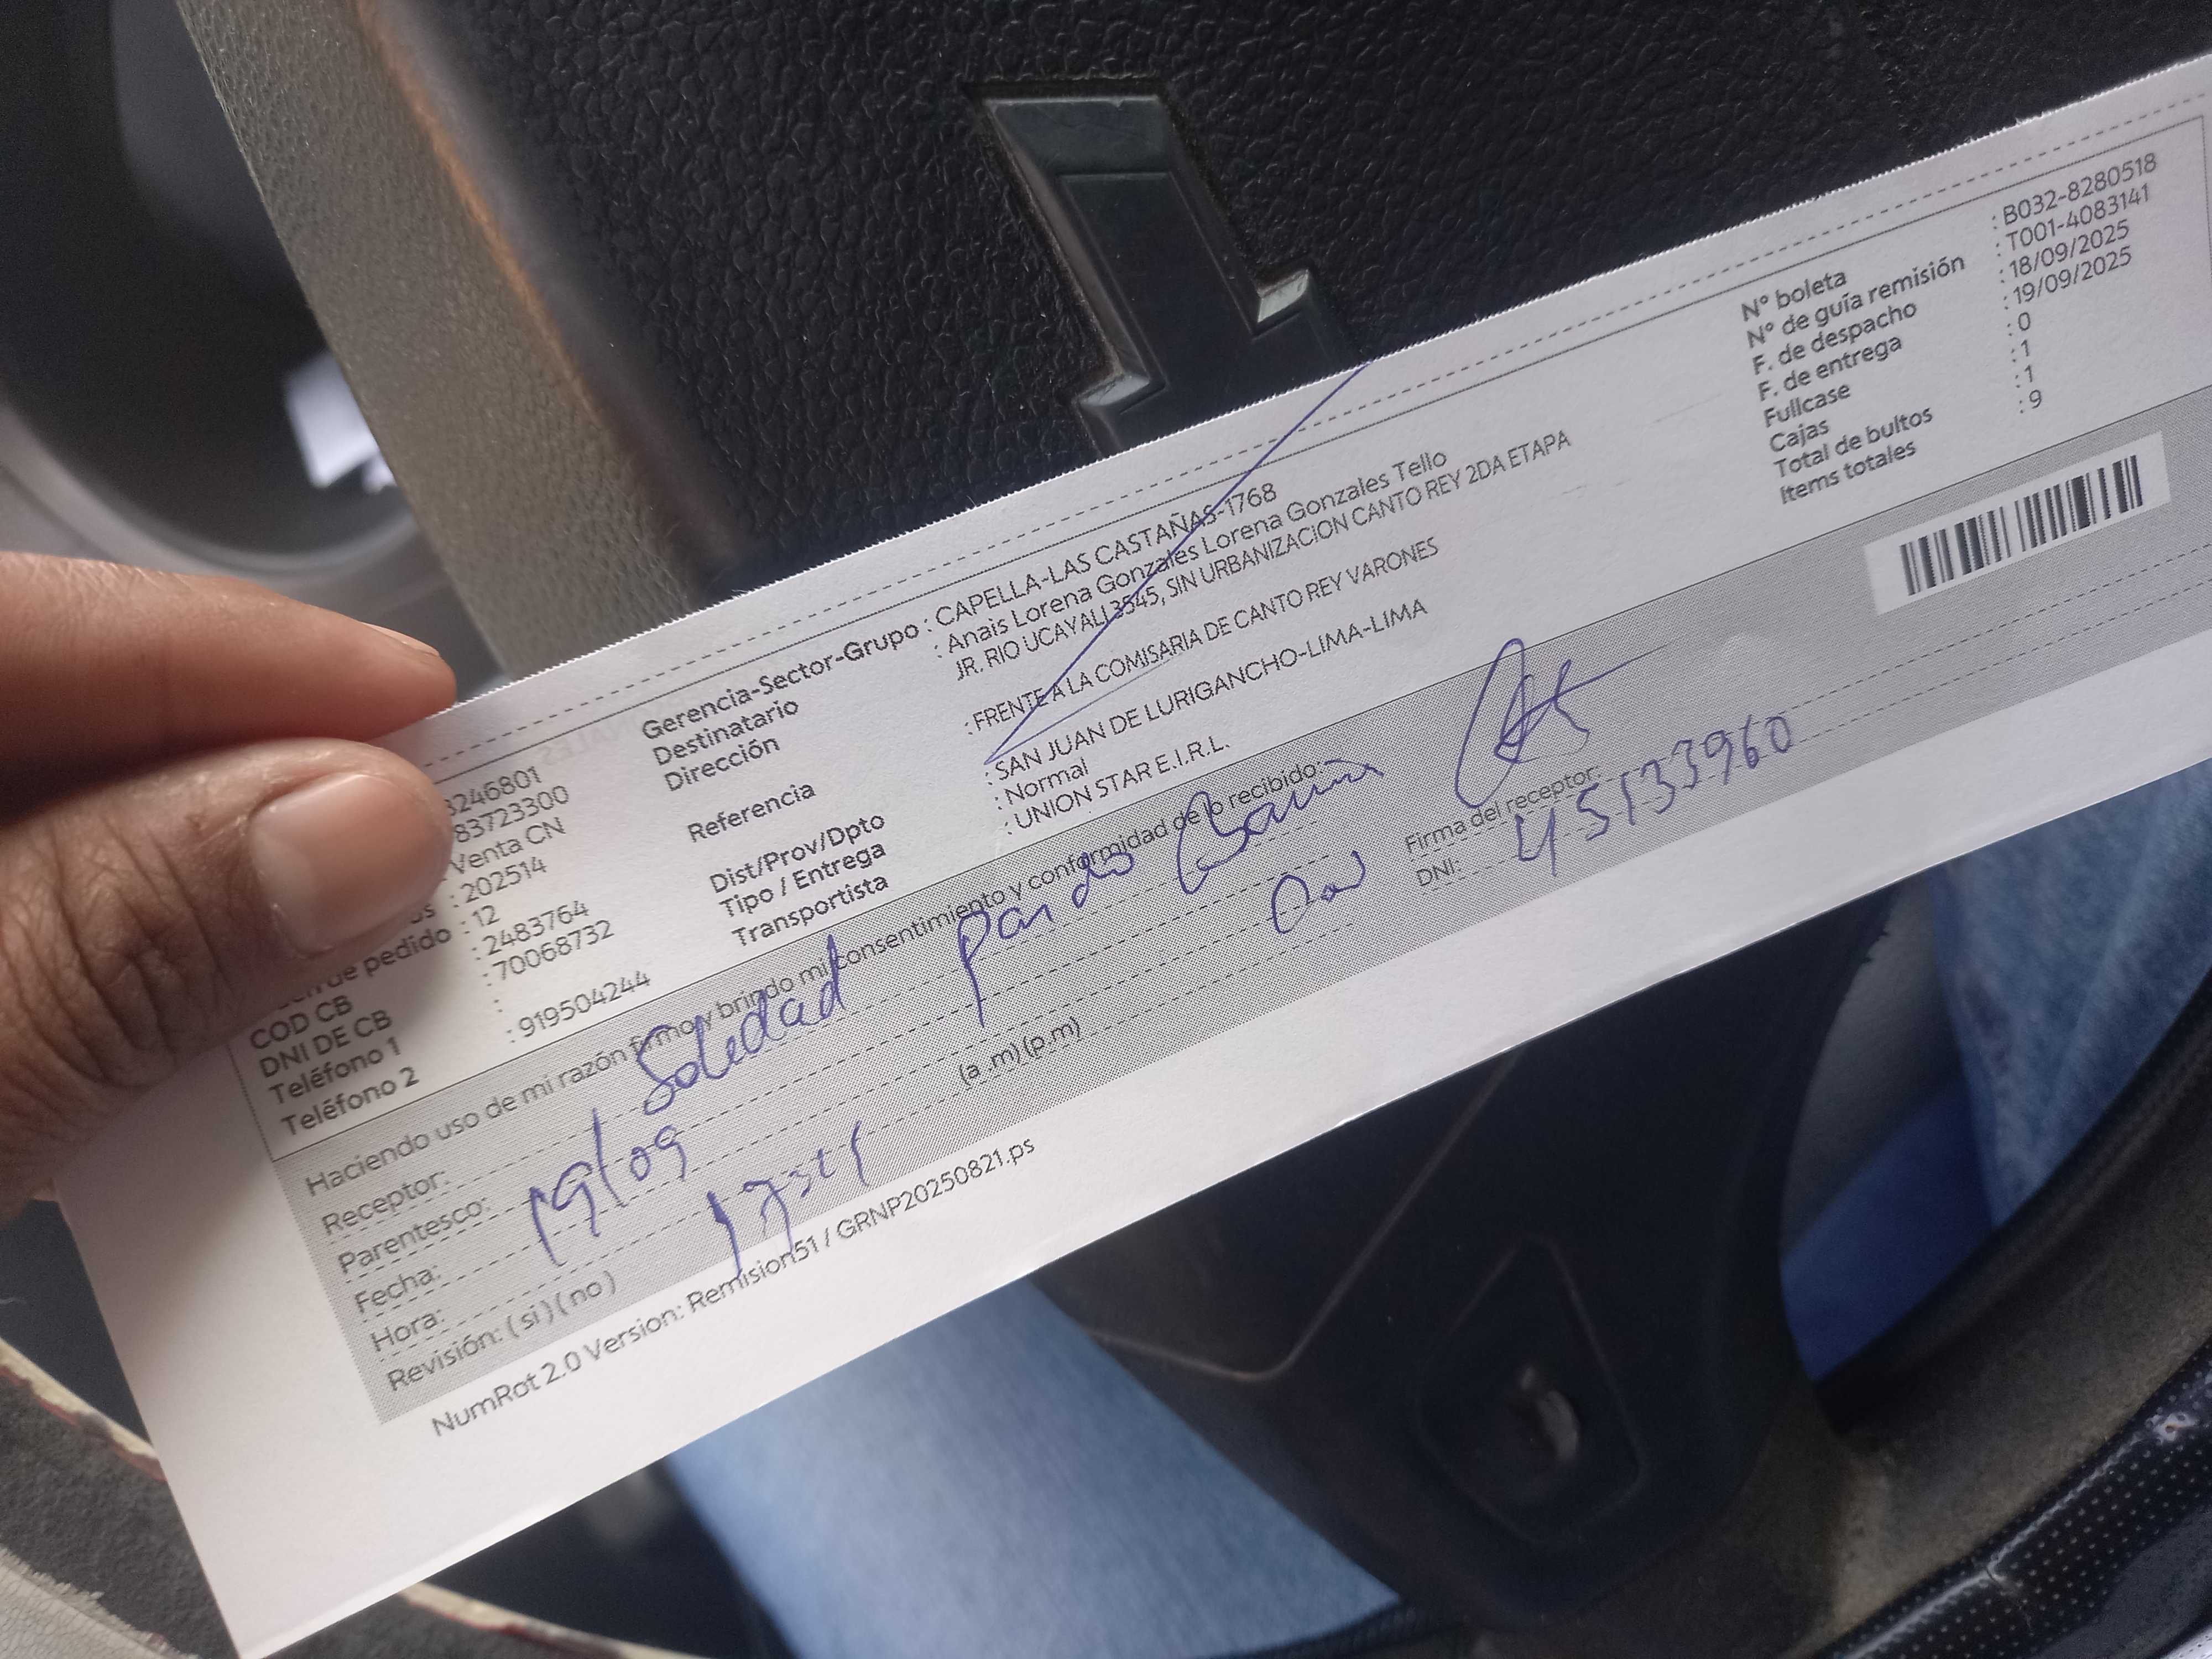 3246801
83723300
Venta CN
: 202514
de pedido : 12
COD CB : 2483764
DNI DE CB : 70068732
Teléfono 1 :
Teléfono 2 : 919504244
Gerencia-Sector-Grupo : CAPELLA-LAS CASTAÑAS-1768
Destinatario : Anais Lorena Gonzales Lorena Gonzales Tello
Dirección : JR. RIO UCAYALI 3545, SIN URBANIZACION CANTO REY 2DA ETAPA
Referencia : FRENTE A LA COMISARIA DE CANTO REY VARONES
Dist/Prov/Dpto : SAN JUAN DE LURIGANCHO-LIMA-LIMA
Tipo / Entrega : Normal
Transportista : UNION STAR E.I.R.L.
N° boleta : B032-8280518
N° de guía remisión : T001-4083141
F. de despacho : 18/09/2025
F. de entrega : 19/09/2025
Fullcase : 0
Cajas : 1
Total de bultos : 1
Items totales : 9
Haciendo uso de mi razón firmo y brindo mi consentimiento y conformidad de lo recibido:
Receptor: Soledad pardo
Parentesco:
Fecha: 19/09
Hora: (a .m) (p.m)
Revisión: ( si ) ( no )
Firma del receptor:
DNI: 45133960
NumRot 2.0 Version: Remision51 / GRNP20250821.ps